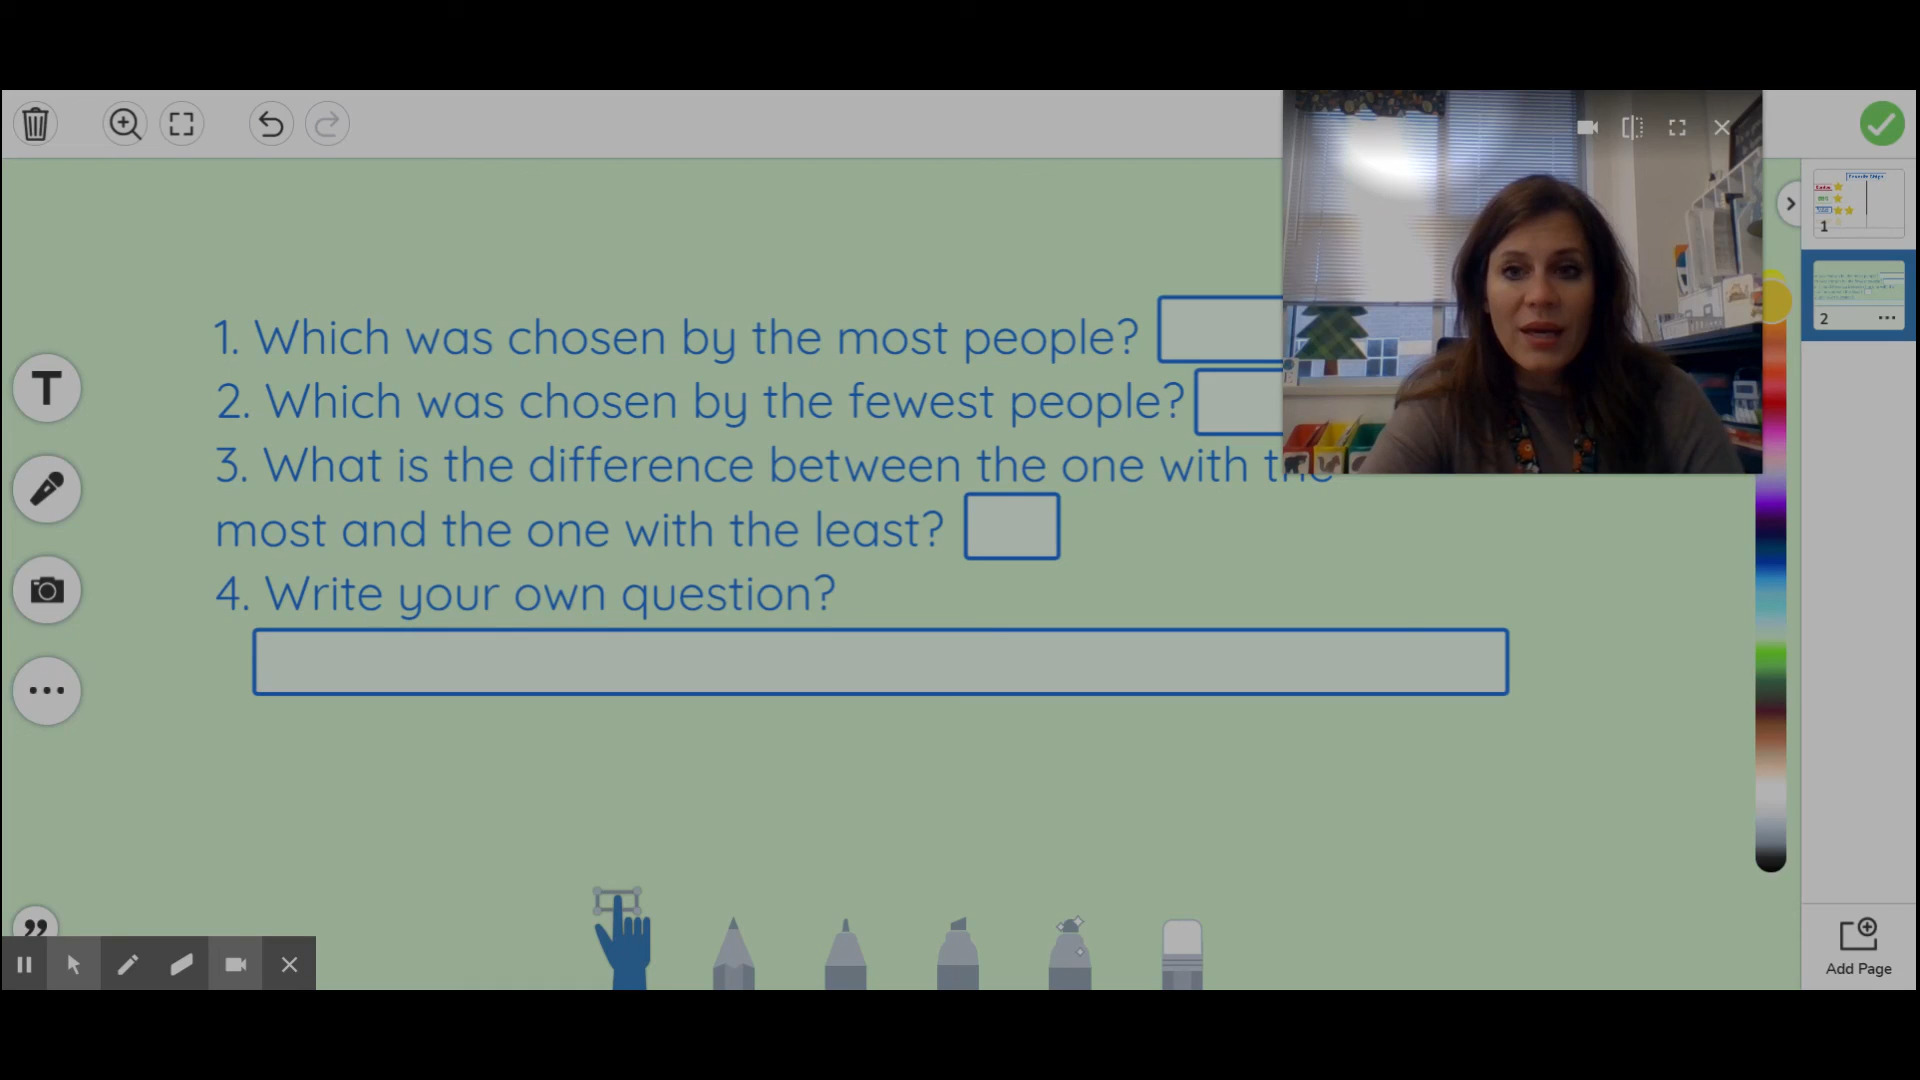 1. Which was chosen by the most people?
2. Which was chosen by the fewest people?
3. What is the difference between the one with the
most and the one with the least?
4. Write your own question?
T
1
2
Add Page